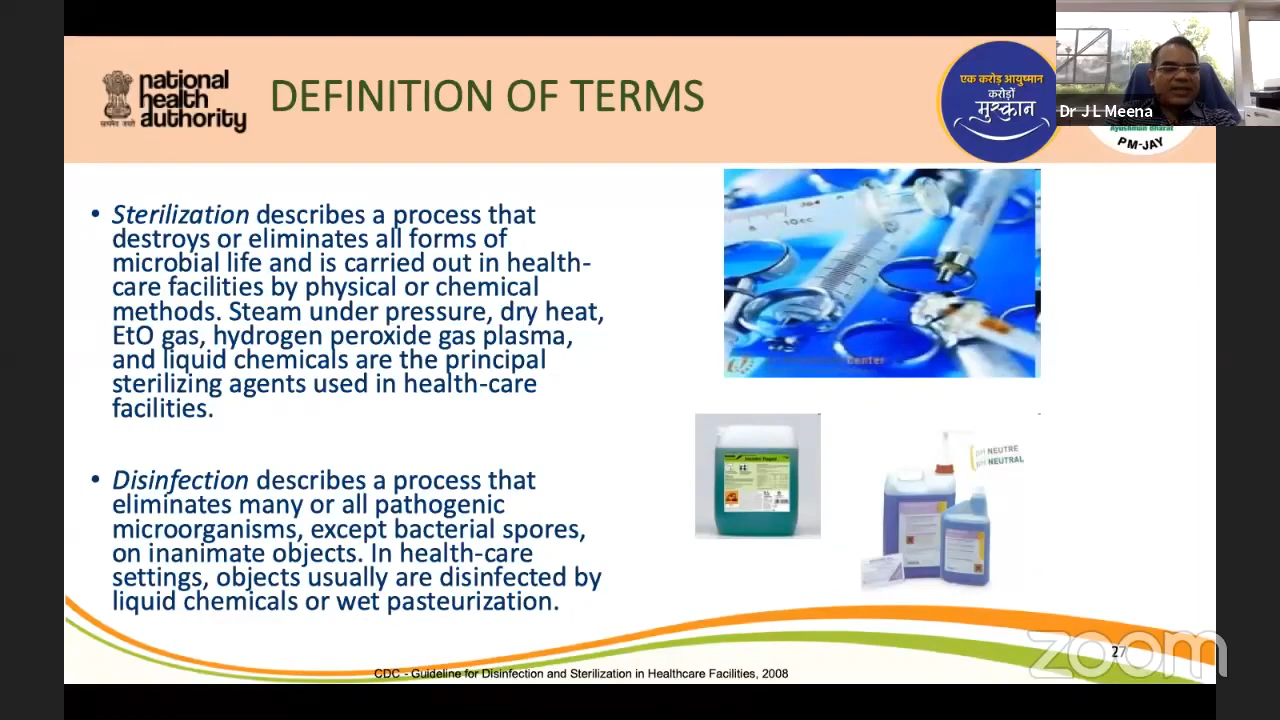 national
health
authority
सत्यमेव जयते
DEFINITION OF TERMS
एक करोड़ आयुष्मान
करोड़ों
मुस्कान
Dr J L Meena
Ayushman Bharat
PM-JAY
• Sterilization describes a process that
destroys or eliminates all forms of
microbial life and is carried out in health-
care facilities by physical or chemical
methods. Steam under pressure, dry heat,
EtO gas, hydrogen peroxide gas plasma,
and liquid chemicals are the principal
sterilizing agents used in health-care
facilities.
10cc
Center
• Disinfection describes a process that
eliminates many or all pathogenic
microorganisms, except bacterial spores,
on inanimate objects. In health-care
settings, objects usually are disinfected by
liquid chemicals or wet pasteurization.
pH NEUTRE
pH NEUTRAL
CDC - Guideline for Disinfection and Sterilization in Healthcare Facilities, 2008
27
zoom